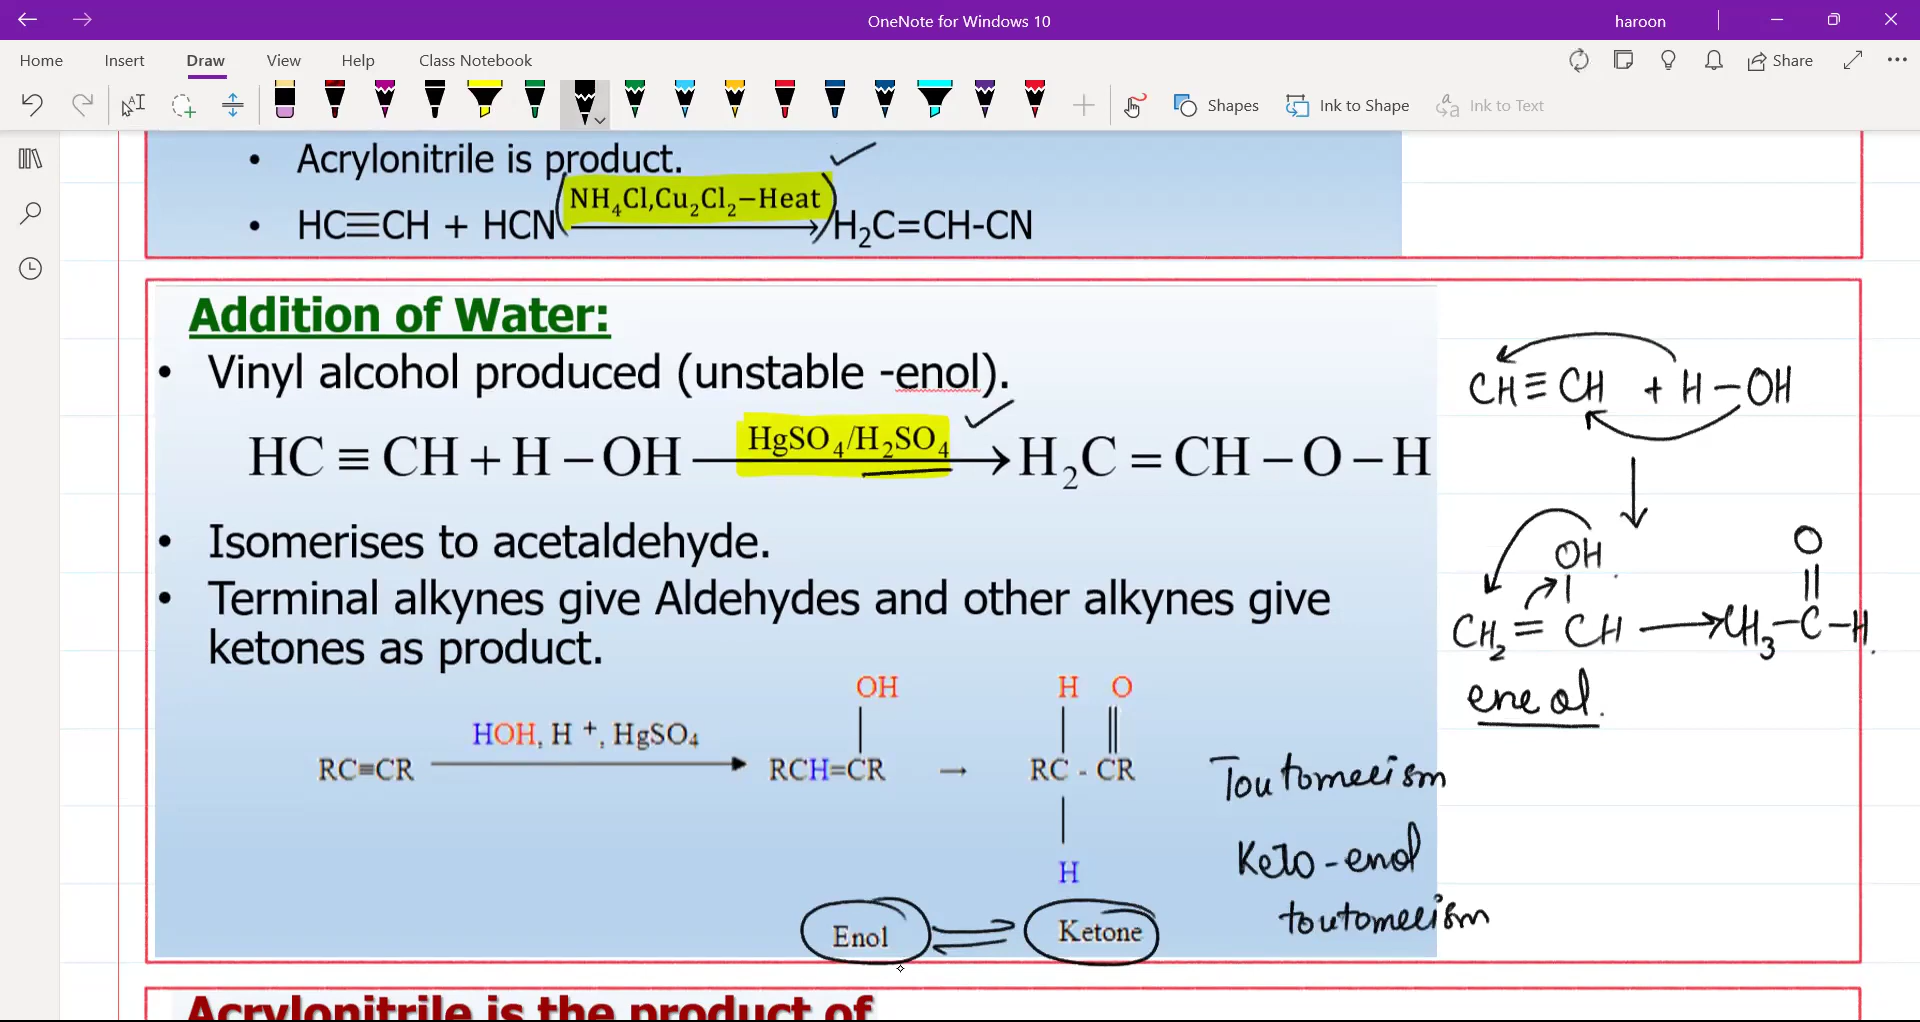 OneNote for Windows 10
haroon
Home Insert Draw View Help Class Notebook
Share
Shapes Ink to Shape Ink to Text
• Acrylonitrile is product.
NH₄Cl,Cu₂Cl₂−Heat
• HC≡CH + HCN → H₂C=CH-CN
Addition of Water:
• Vinyl alcohol produced (unstable -enol).
HgSO₄/H₂SO₄
HC ≡ CH + H − OH → H₂C = CH − O − H
• Isomerises to acetaldehyde.
• Terminal alkynes give Aldehydes and other alkynes give
ketones as product.
OH H O
HOH, H ⁺, HgSO₄
RC≡CR RCH=CR → RC - CR
H
Enol ⇌ Ketone
CH≡CH + H−OH
↓
OH O
CH₂ = CH → CH₃−C−H.
eneol.
Toutomerism
Keto-enol
toutomerism
Acrylonitrile is the product of